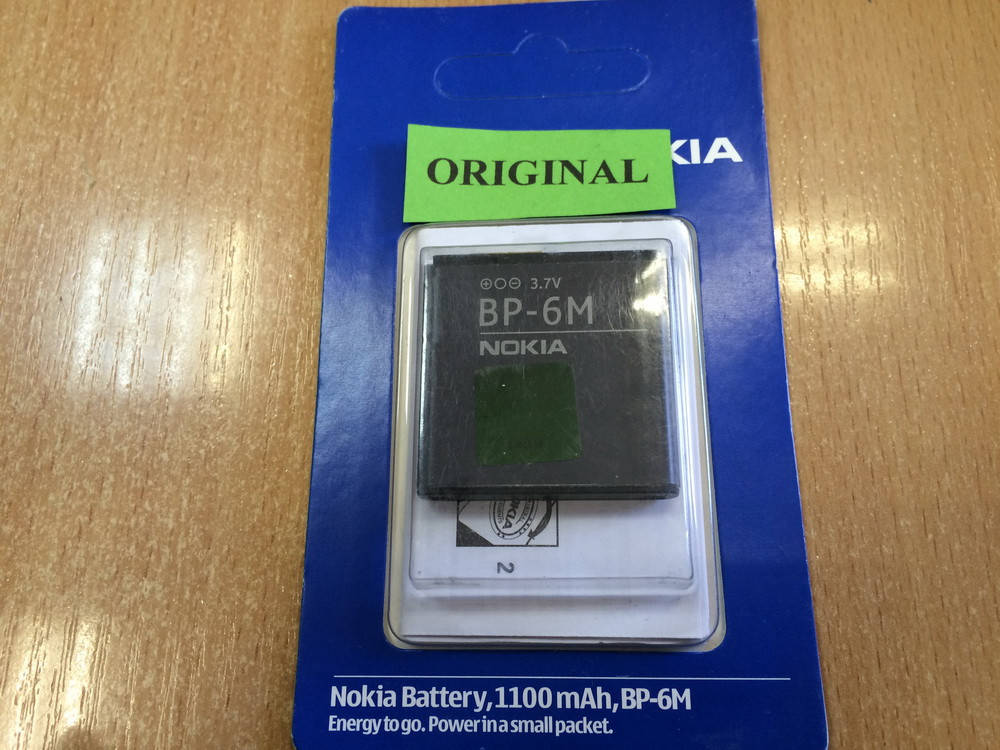 KIA
ORIGINAL
3.7V
BP-6M
NOKIA
NOKIA
2
Nokia Battery, 1100 mAh, BP-6M
Energy to go. Power in a small packet.